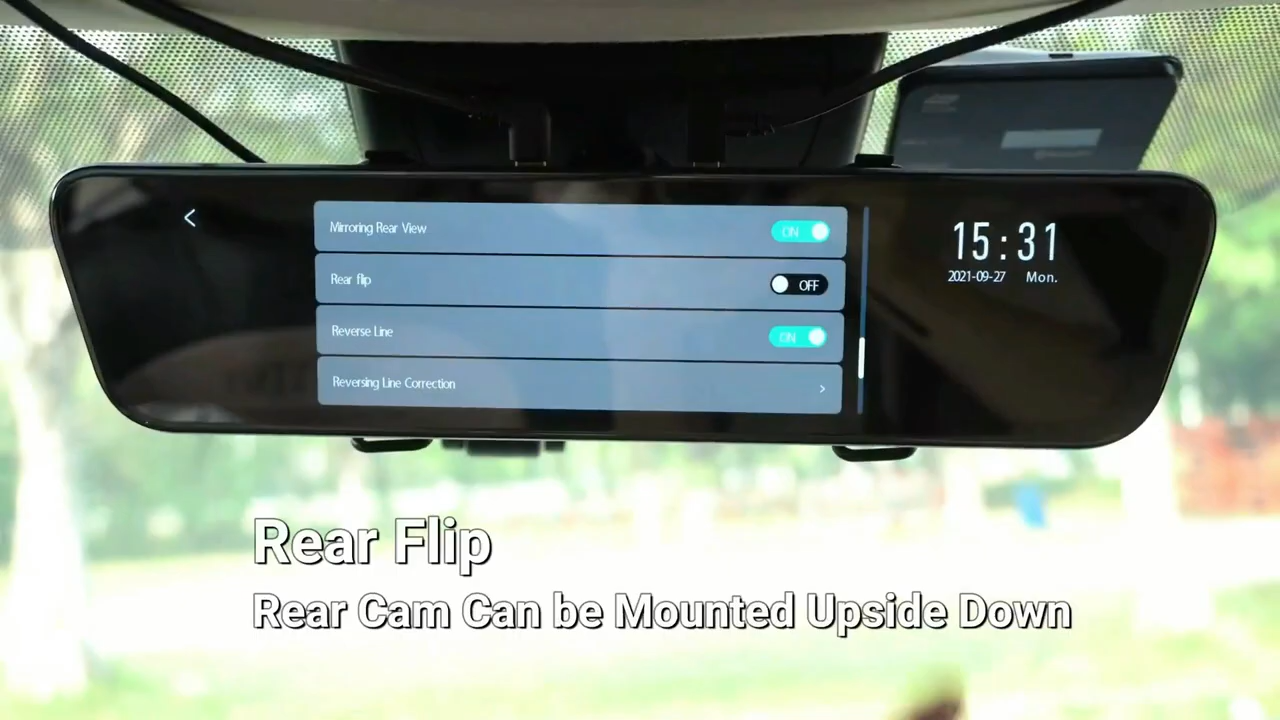 Mirroring Rear View
ON
Rear flip
OFF
Reverse Line
ON
Reversing Line Correction
15:31
2021-09-27 Mon.
Rear Flip
Rear Cam Can be Mounted Upside Down